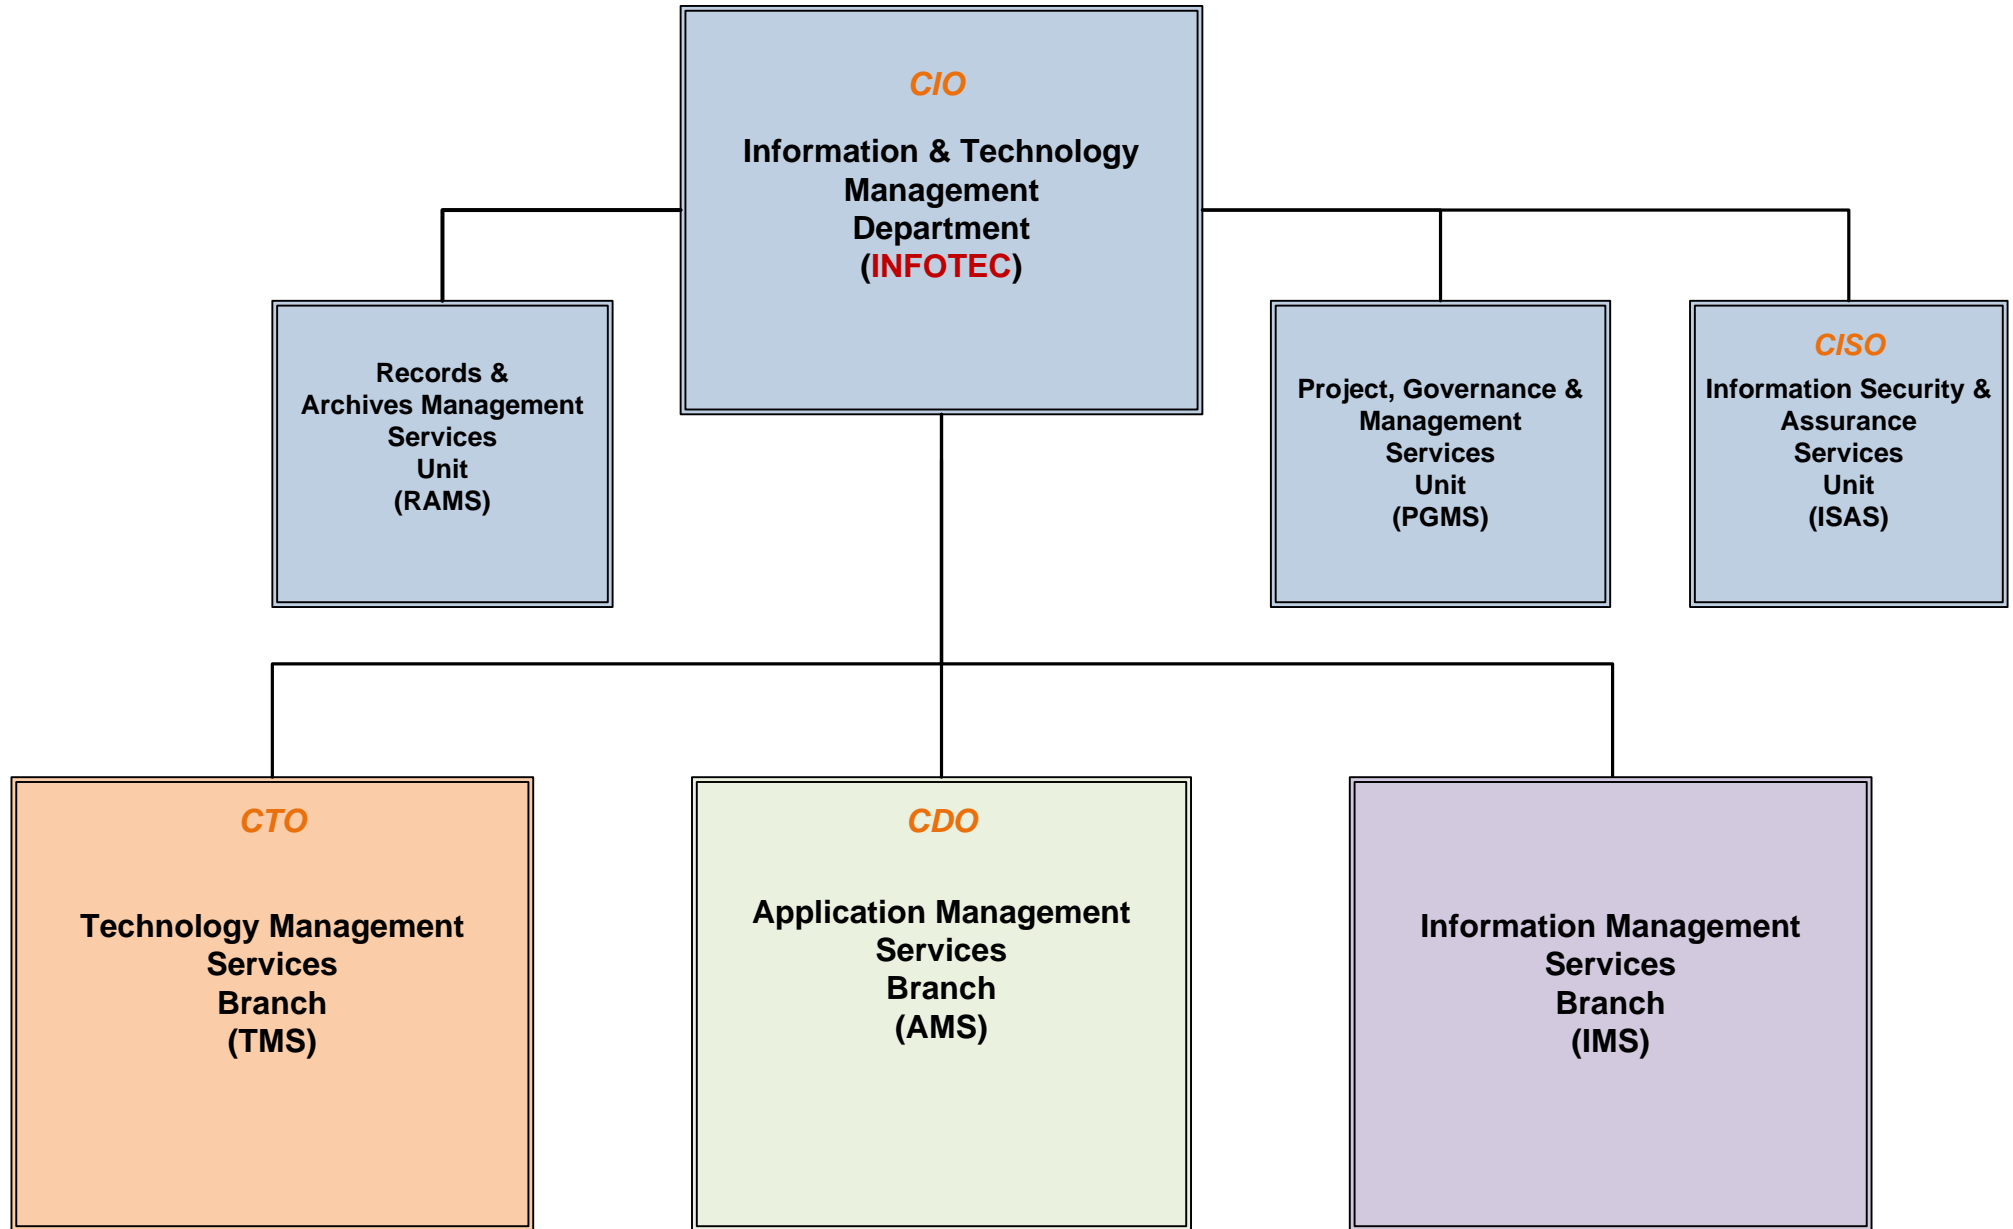 CIO
Information & Technology
Management
Department
(INFOTEC)
Records &
Archives Management
Services
Unit
(RAMS)
Project, Governance &
Management
Services
Unit
(PGMS)
CISO
Information Security &
Assurance
Services
Unit
(ISAS)
CTO
Technology Management
Services
Branch
(TMS)
CDO
Application Management
Services
Branch
(AMS)
Information Management
Services
Branch
(IMS)